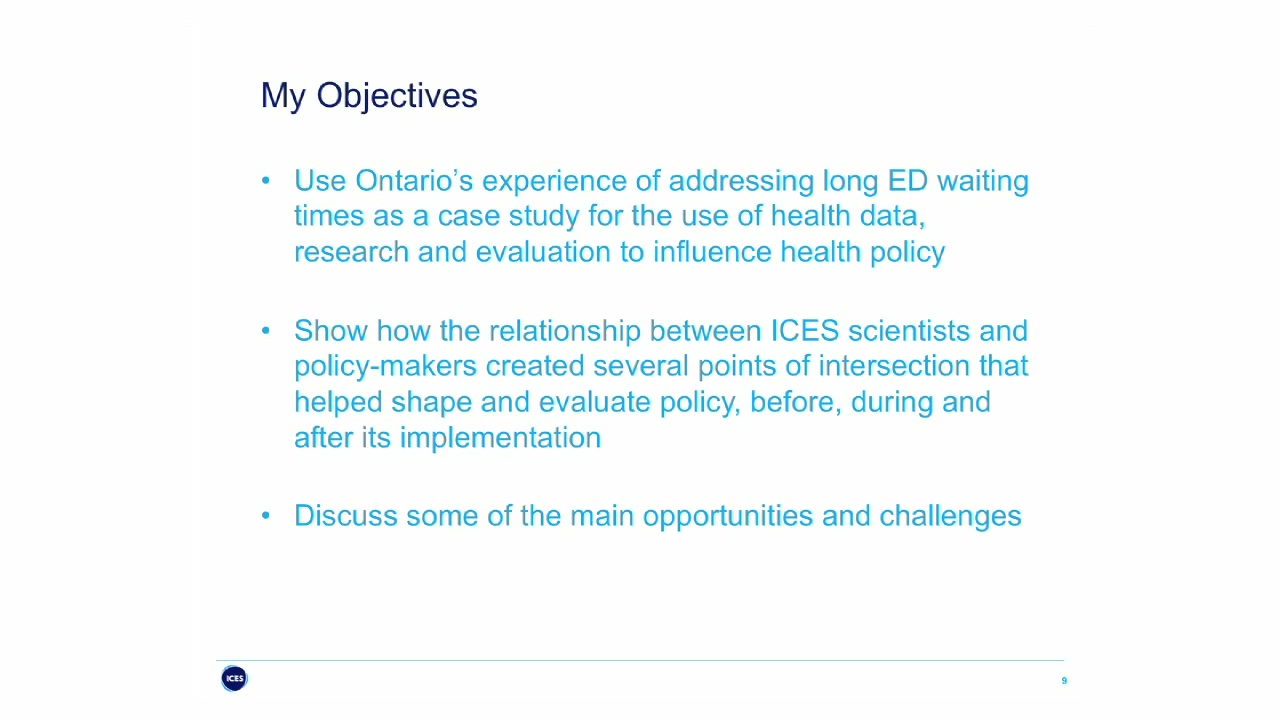 My Objectives
• Use Ontario’s experience of addressing long ED waiting
times as a case study for the use of health data,
research and evaluation to influence health policy
• Show how the relationship between ICES scientists and
policy-makers created several points of intersection that
helped shape and evaluate policy, before, during and
after its implementation
• Discuss some of the main opportunities and challenges
ICES
9